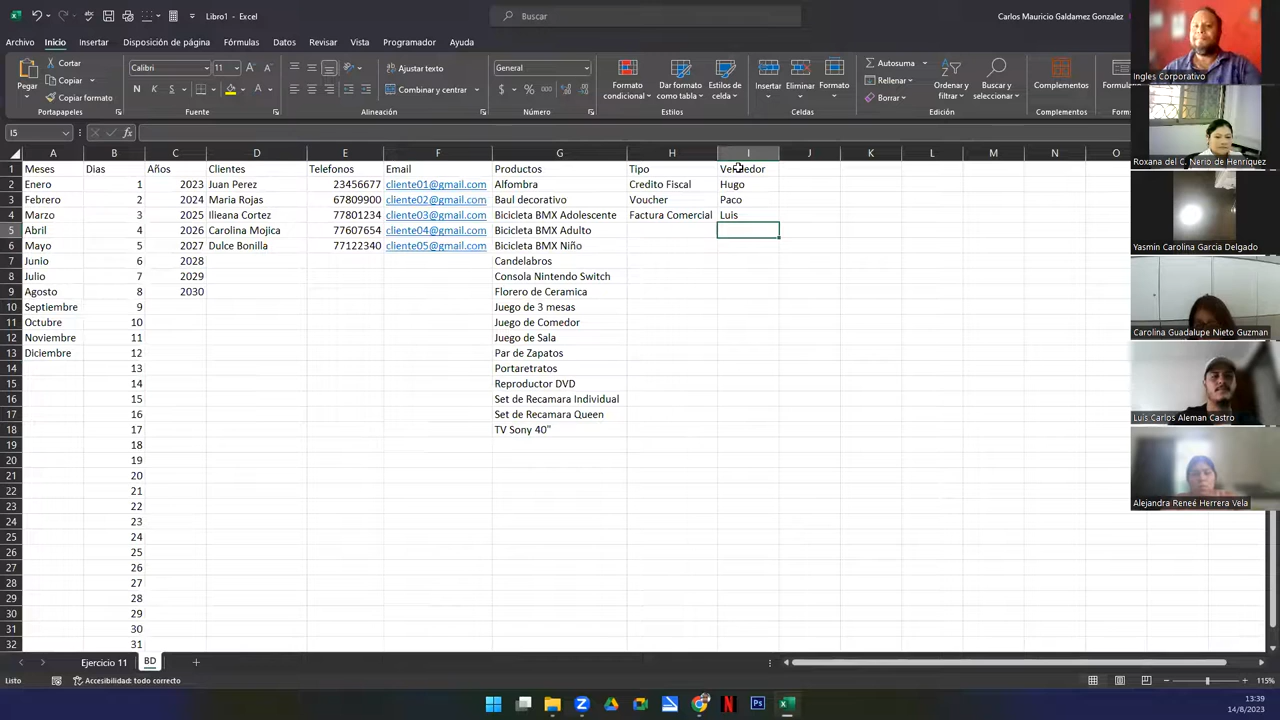 Libro1 - Excel
Buscar
Carlos Mauricio Galdamez Gonzalez
Archivo Inicio Insertar Disposición de página Fórmulas Datos Revisar Vista Programador Ayuda
Pegar
Cortar
Copiar
Copiar formato
Portapapeles
Calibri 11
N K S
Fuente
Ajustar texto
Combinar y centrar
Alineación
General
$ % 000
Número
Formato condicional
Dar formato como tabla
Estilos de celda
Estilos
Insertar
Eliminar
Formato
Celdas
Autosuma
Rellenar
Borrar
Ordenar y filtrar
Buscar y seleccionar
Edición
Complementos
Complementos
I5
fx
A B C D E F G H I J K L M N O
1 Meses Dias Años Clientes Telefonos Email Productos Tipo Vendedor
2 Enero 1 2023 Juan Perez 23456677 cliente01@gmail.com Alfombra Credito Fiscal Hugo
3 Febrero 2 2024 Maria Rojas 67809900 cliente02@gmail.com Baul decorativo Voucher Paco
4 Marzo 3 2025 Ilieana Cortez 77801234 cliente03@gmail.com Bicicleta BMX Adolescente Factura Comercial Luis
5 Abril 4 2026 Carolina Mojica 77607654 cliente04@gmail.com Bicicleta BMX Adulto
6 Mayo 5 2027 Dulce Bonilla 77122340 cliente05@gmail.com Bicicleta BMX Niño
7 Junio 6 2028 Candelabros
8 Julio 7 2029 Consola Nintendo Switch
9 Agosto 8 2030 Florero de Ceramica
10 Septiembre 9 Juego de 3 mesas
11 Octubre 10 Juego de Comedor
12 Noviembre 11 Juego de Sala
13 Diciembre 12 Par de Zapatos
14 13 Portaretratos
15 14 Reproductor DVD
16 15 Set de Recamara Individual
17 16 Set de Recamara Queen
18 17 TV Sony 40"
19 18
20 19
21 20
22 21
23 22
24 23
25 24
26 25
27 26
28 27
29 28
30 29
31 30
32 31
Ejercicio 11 BD
Listo
Accesibilidad: todo correcto
115%
13:39
14/8/2023
Ingles Corporativo
Roxana del C. Nerio de Henríquez
Yasmín Carolina Garcia Delgado
Carolina Guadalupe Nieto Guzman
Luis Carlos Aleman Castro
Alejandra Reneé Herrera Vela